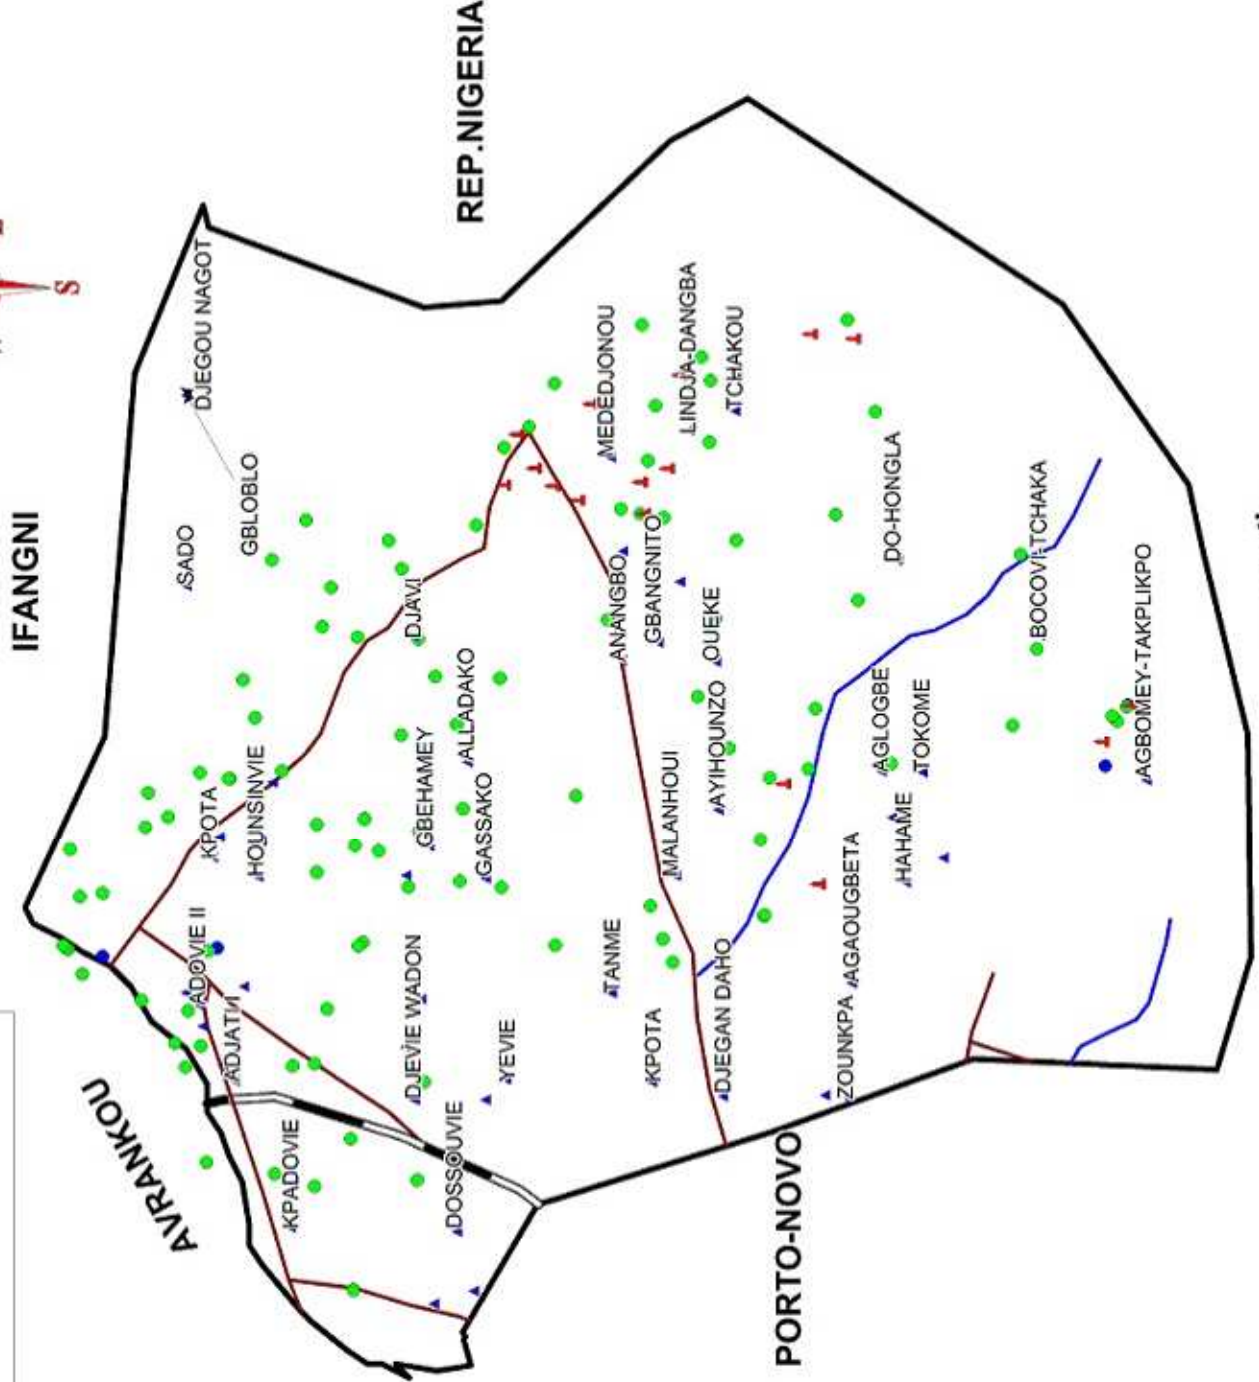 S
IFANGNI
REP.NIGERIA
DJEGOU NAGOT
GBLOBLO
SADO
AVRANKOU
KPOTA
HOUNSINVIE
ADOVIE II
ADJATI
KPADOVIE
DJAVI
ALLADAKO
GBEHAMEY
GASSAKO
DJEVIE WADON
YEVIE
DOSSOUVIE
MEDEDJONOU
LINDJA-DANGBA
TCHAKOU
ANANGBO
GBANGNITO
OUEKE
MALANHOUI
AYIHOUNZO
TANME
KPOTA
DJEGAN DAHO
DO-HONGLA
BOCOVI-TCHAKA
AGLOGBE
TOKOME
HAHAME
AGAOUGBETA
ZOUNKPA
AGBOMEY-TAKPLIKPO
PORTO-NOVO